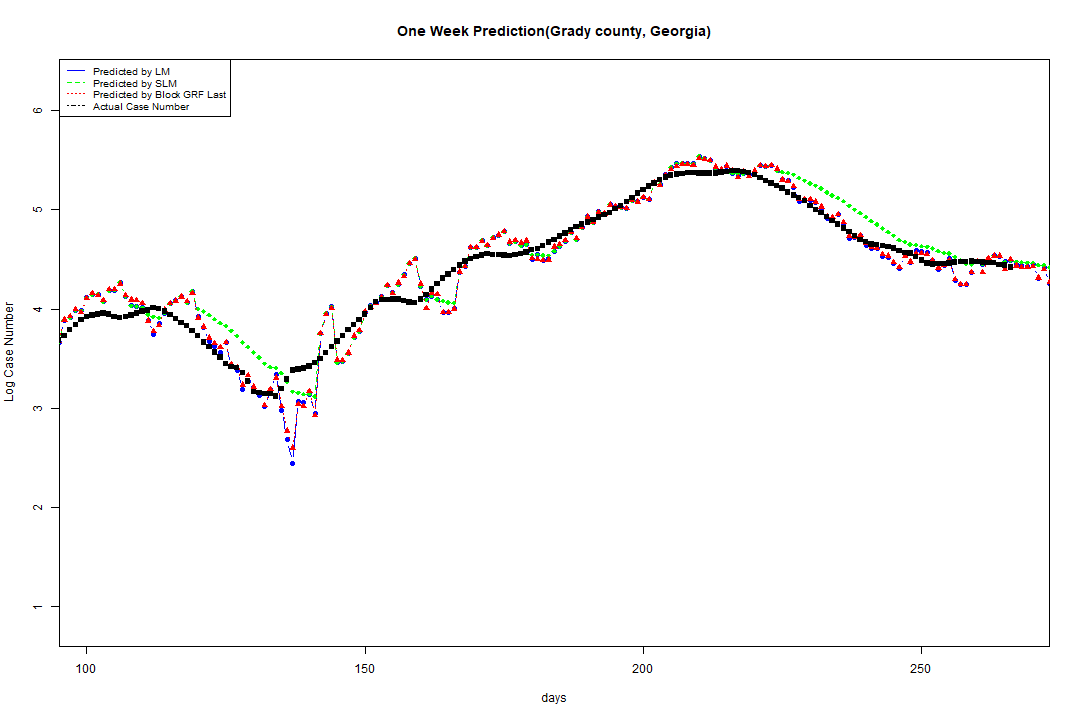 One Week Prediction(Grady county, Georgia)
Predicted by LM
Predicted by SLM
Predicted by Block GRF Last
Actual Case Number
6
5
4
3
2
1
Log Case Number
100 150 200 250
days